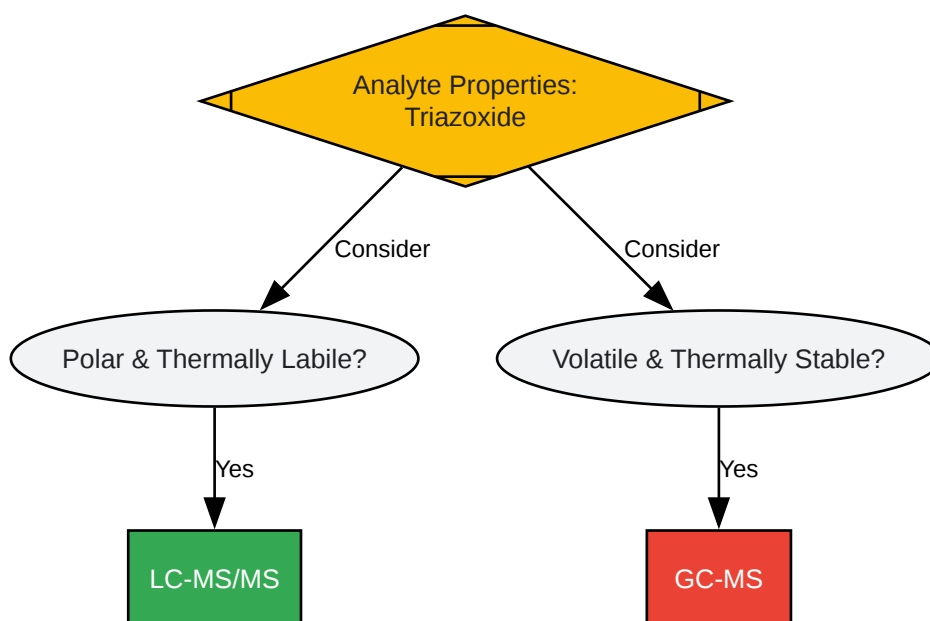 Analyte Properties:
Triazoxide
Consider
Consider
Polar & Thermally Labile?
Volatile & Thermally Stable?
Yes
Yes
LC-MS/MS
GC-MS